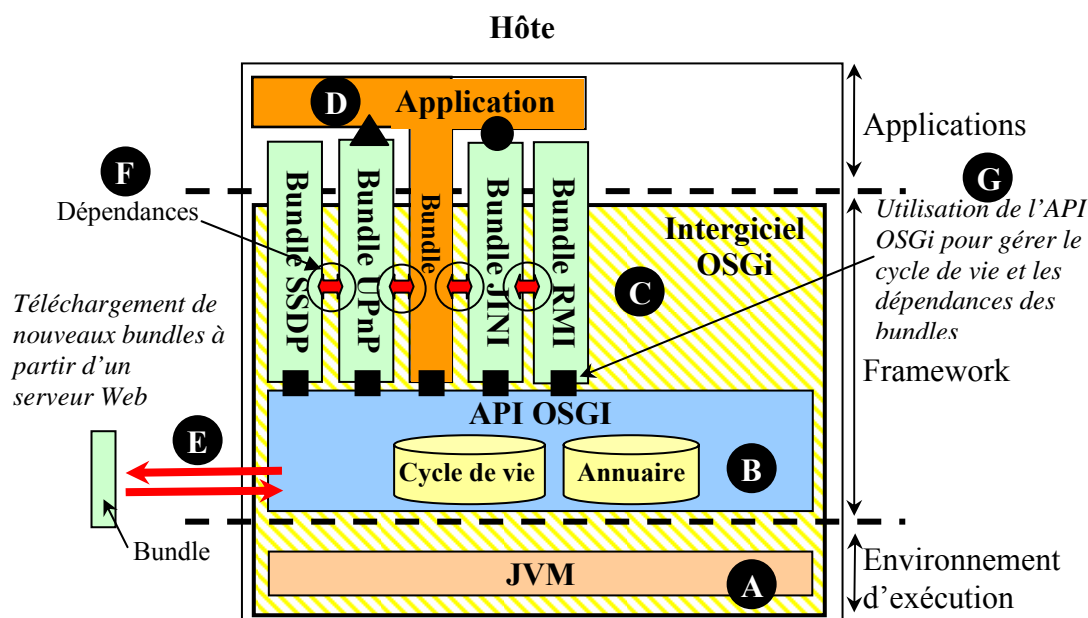 Hôte
D
Application
Applications
F
G
Dépendances
Bundle SSDP
Bundle UPnP
Bundle
Bundle JINI
Bundle RMI
Intergiciel
OSGi
C
Utilisation de l'API
OSGi pour gérer le
cycle de vie et les
dépendances des
bundles
Téléchargement de
nouveaux bundles à
partir d'un
serveur Web
Framework
API OSGI
E
Cycle de vie
Annuaire
B
Bundle
JVM
A
Environnement
d'exécution